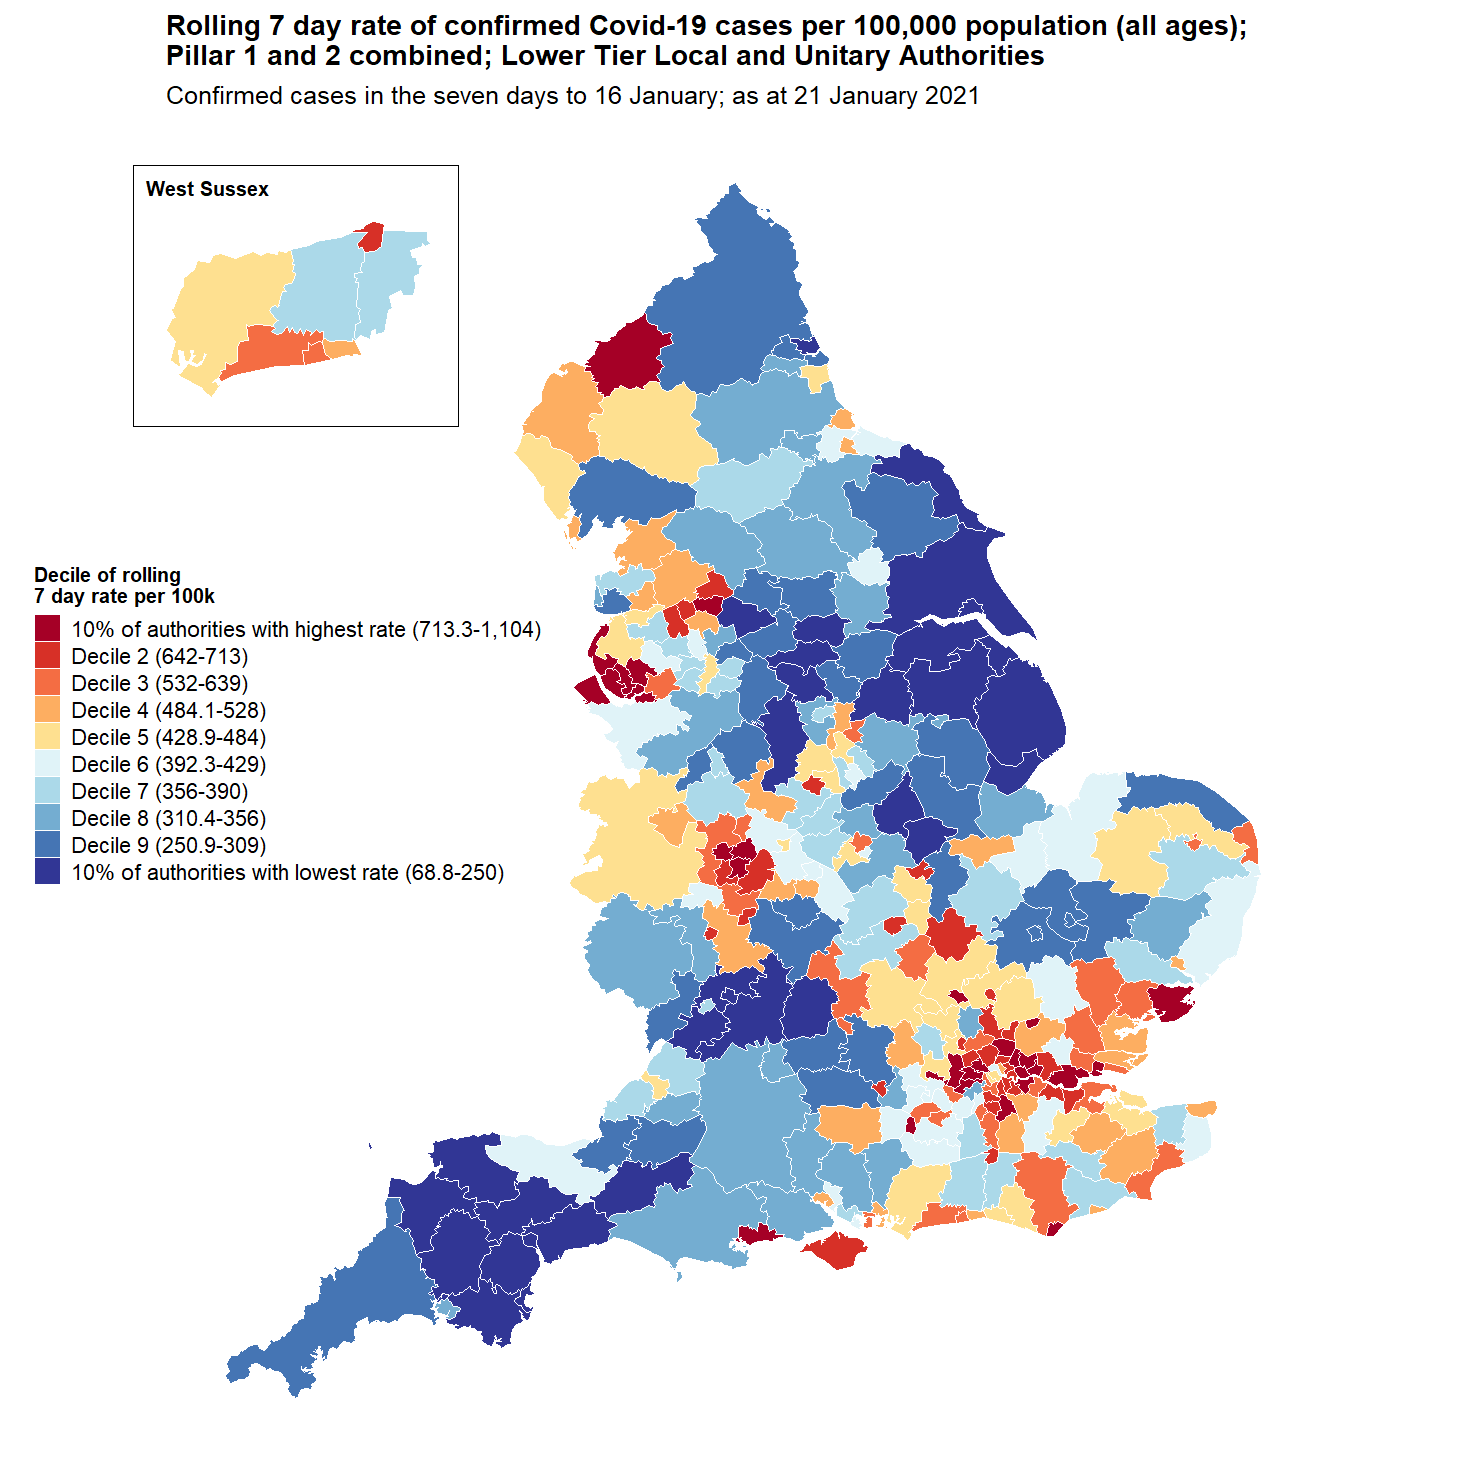 Rolling 7 day rate of confirmed Covid-19 cases per 100,000 population (all ages);
Pillar 1 and 2 combined; Lower Tier Local and Unitary Authorities
Confirmed cases in the seven days to 16 January; as at 21 January 2021
West Sussex
Decile of rolling
7 day rate per 100k
10% of authorities with highest rate (713.3-1,104)
Decile 2 (642-713)
Decile 3 (532-639)
Decile 4 (484.1-528)
Decile 5 (428.9-484)
Decile 6 (392.3-429)
Decile 7 (356-390)
Decile 8 (310.4-356)
Decile 9 (250.9-309)
10% of authorities with lowest rate (68.8-250)